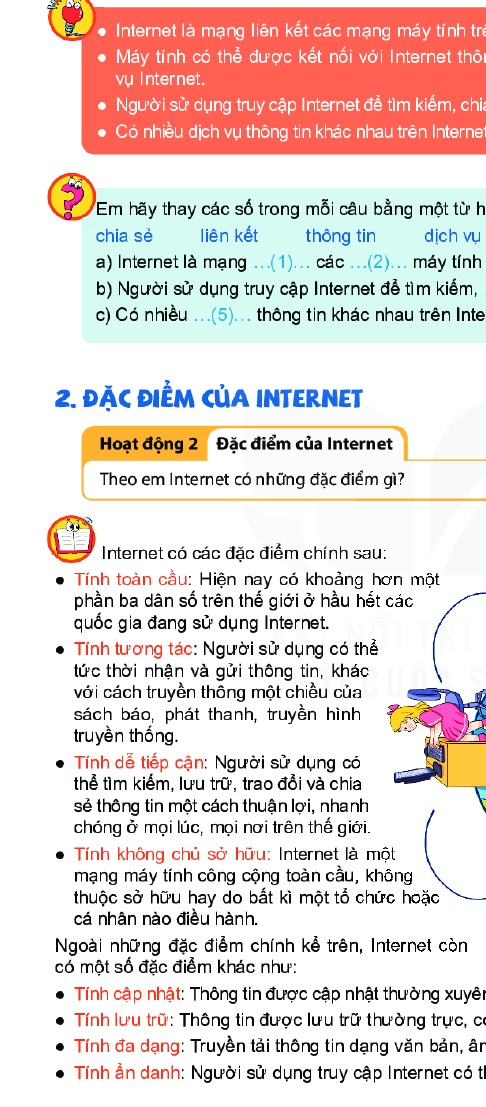 Internet là mạng liên kết các mạng máy tính
Máy tính có thể được kết nối với Internet
vụ Internet.
Người sử dụng truy cập Internet để tìm kiếm,
Có nhiều dịch vụ thông tin khác nhau trên Internet
Em hãy thay các số trong mỗi câu bằng một từ
chia sẻ liên kết thông tin dịch vụ
a) Internet là mạng ...(1)... các ...(2)... máy tính
b) Người sử dụng truy cập Internet để tìm kiếm,
c) Có nhiều ...(5)... thông tin khác nhau trên
2. ĐẶC ĐIỂM CỦA INTERNET
Hoạt động 2 Đặc điểm của Internet
Theo em Internet có những đặc điểm gì?
Internet có các đặc điểm chính sau:
Tính toàn cầu: Hiện nay có khoảng hơn một
phần ba dân số trên thế giới ở hầu hết các
quốc gia đang sử dụng Internet.
Tính tương tác: Người sử dụng có thể
tức thời nhận và gửi thông tin, khác
với cách truyền thông một chiều của
sách báo, phát thanh, truyền hình
truyền thống.
Tính dễ tiếp cận: Người sử dụng có
thể tìm kiếm, lưu trữ, trao đổi và chia
sẻ thông tin một cách thuận lợi, nhanh
chóng ở mọi lúc, mọi nơi trên thế giới.
Tính không chủ sở hữu: Internet là một
mạng máy tính công cộng toàn cầu, không
thuộc sở hữu hay do bất kì một tổ chức hoặc
cá nhân nào điều hành.
Ngoài những đặc điểm chính kể trên, Internet còn
có một số đặc điểm khác như:
Tính cập nhật: Thông tin được cập nhật thường
Tính lưu trữ: Thông tin được lưu trữ thường trực,
Tính đa dạng: Truyền tải thông tin dạng văn bản,
Tính ẩn danh: Người sử dụng truy cập Internet có